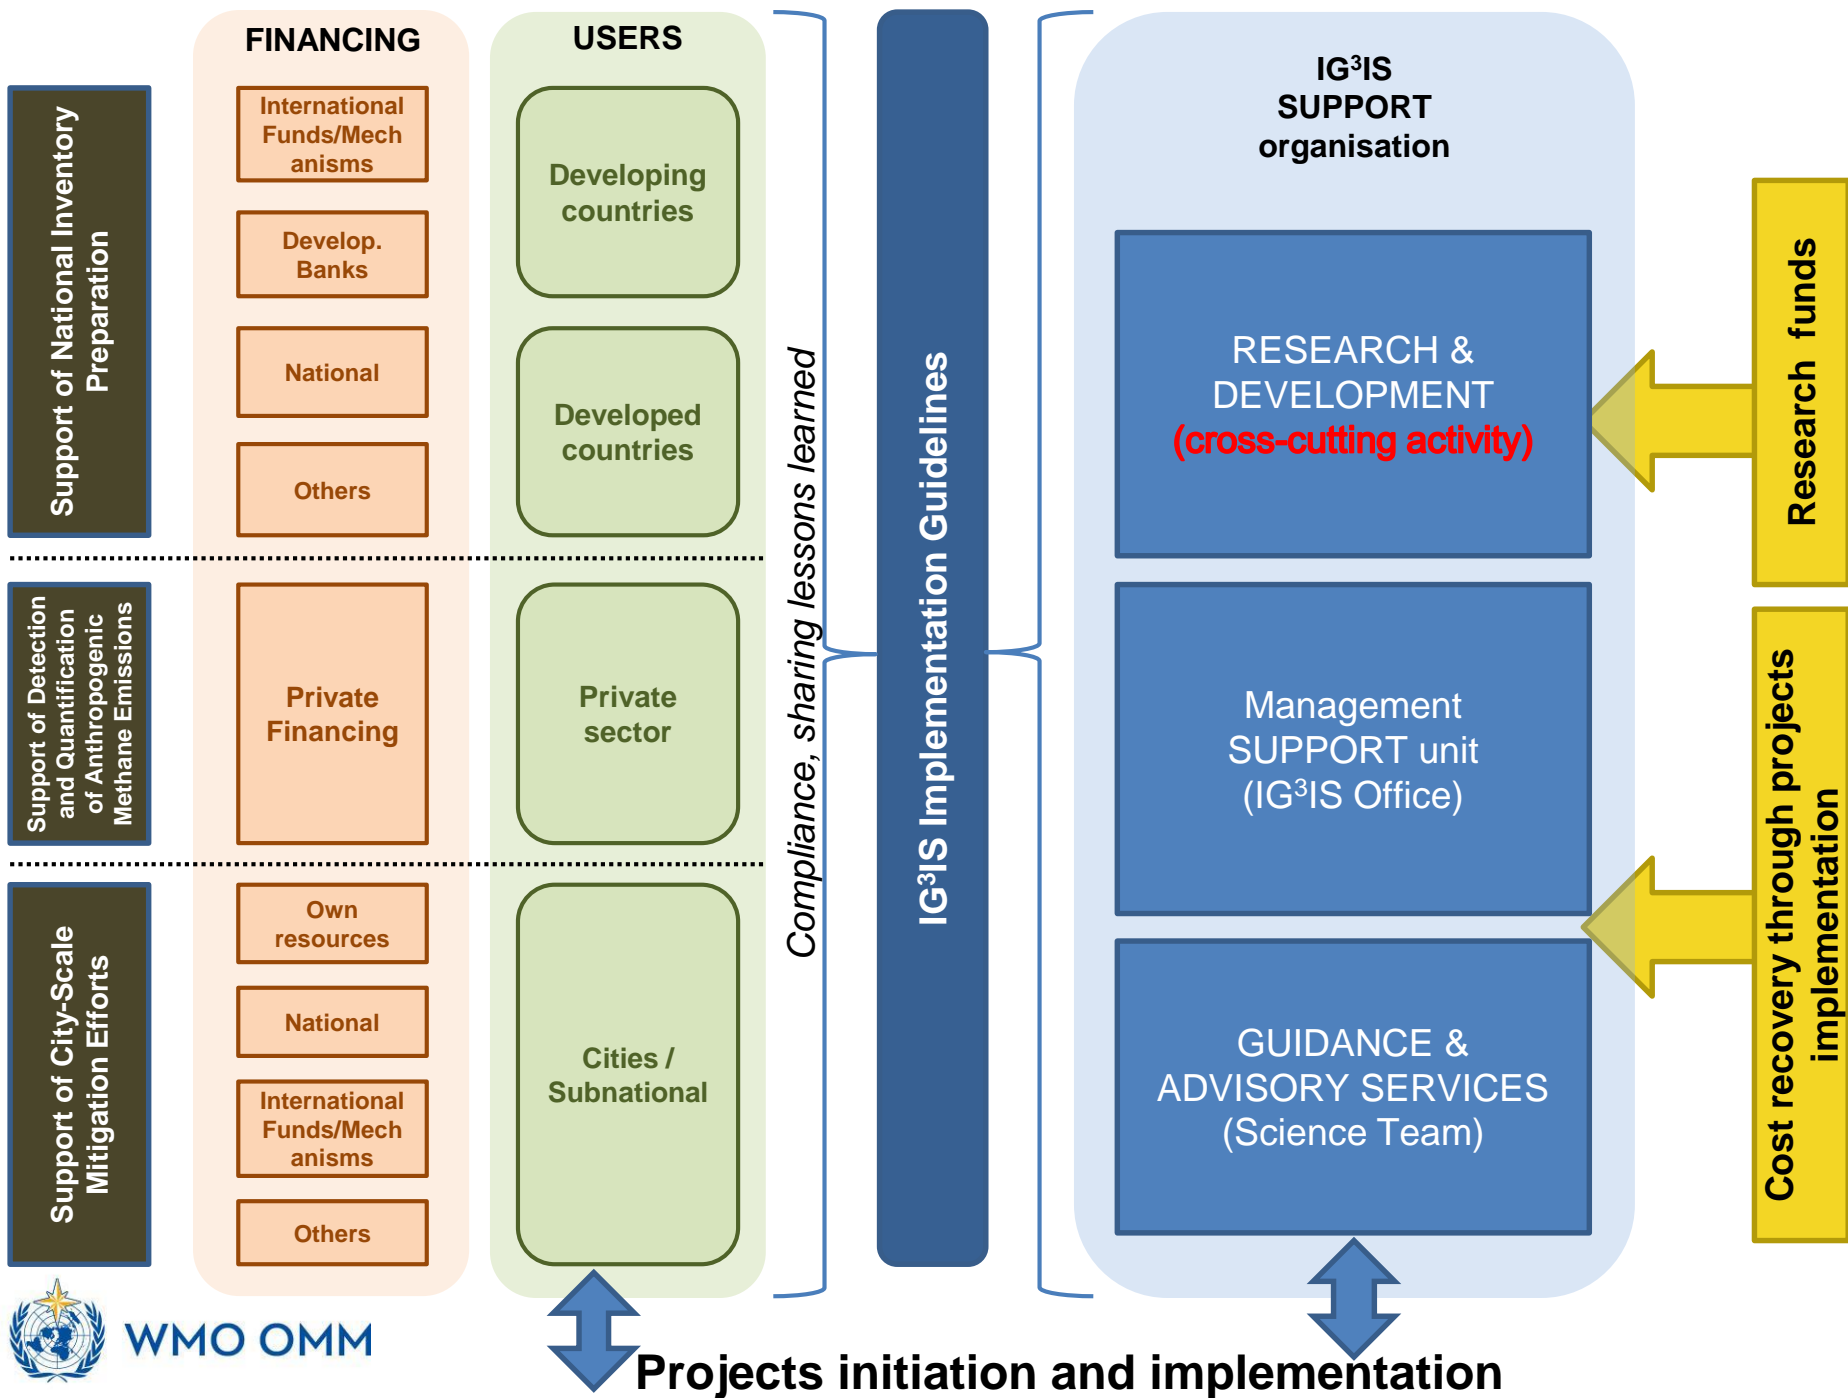 FINANCING
USERS
IG³IS
SUPPORT
organisation
Support of National Inventory
Preparation
International
Funds/Mech
anisms
Develop.
Banks
National
Others
Developing
countries
Developed
countries
Support of Detection
and Quantification
of Anthropogenic
Methane Emissions
Private
Financing
Private
sector
Support of City-Scale
Mitigation Efforts
Own
resources
National
International
Funds/Mech
anisms
Others
Cities /
Subnational
Compliance, sharing lessons learned
IG³IS Implementation Guidelines
RESEARCH &
DEVELOPMENT
(cross-cutting activity)
Management
SUPPORT unit
(IG³IS Office)
GUIDANCE &
ADVISORY SERVICES
(Science Team)
Research funds
Cost recovery through projects
implementation
WMO OMM
Projects initiation and implementation